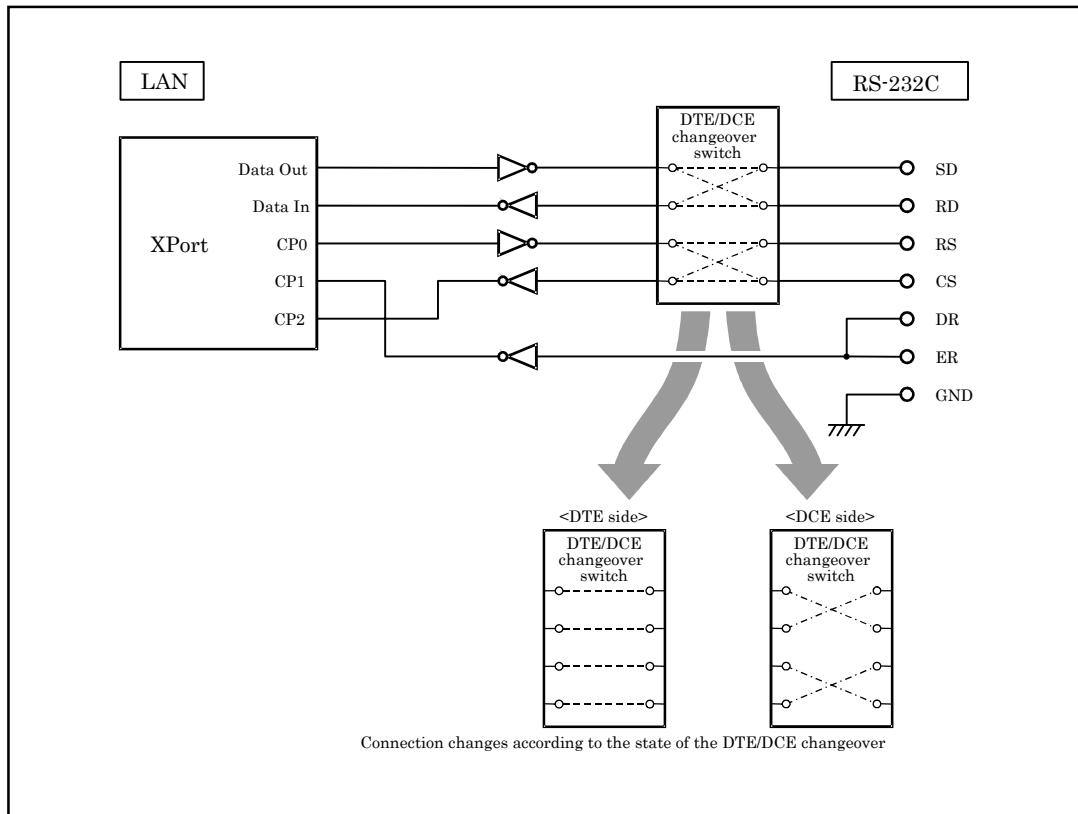 LAN
RS-232C
DTE/DCE
changeover
switch
Data Out
SD
Data In
RD
XPort
CP0
RS
CP1
CS
CP2
DR
ER
GND
<DTE side>
DTE/DCE
changeover
switch
<DCE side>
DTE/DCE
changeover
switch
Connection changes according to the state of the DTE/DCE changeover